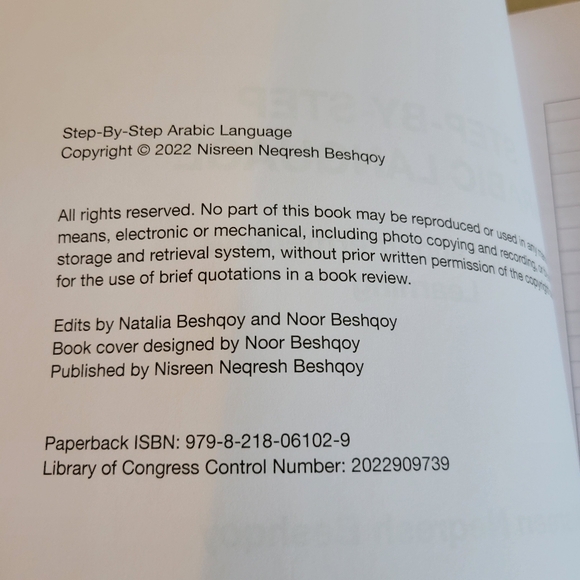 Step-By-Step Arabic Language
Copyright © 2022 Nisreen Neqresh Beshqoy
All rights reserved. No part of this book may be reproduced or used in any
means, electronic or mechanical, including photo copying and recording, or
storage and retrieval system, without prior written permission of the copyright
for the use of brief quotations in a book review.
Edits by Natalia Beshqoy and Noor Beshqoy
Book cover designed by Noor Beshqoy
Published by Nisreen Neqresh Beshqoy
Paperback ISBN: 979-8-218-06102-9
Library of Congress Control Number: 2022909739